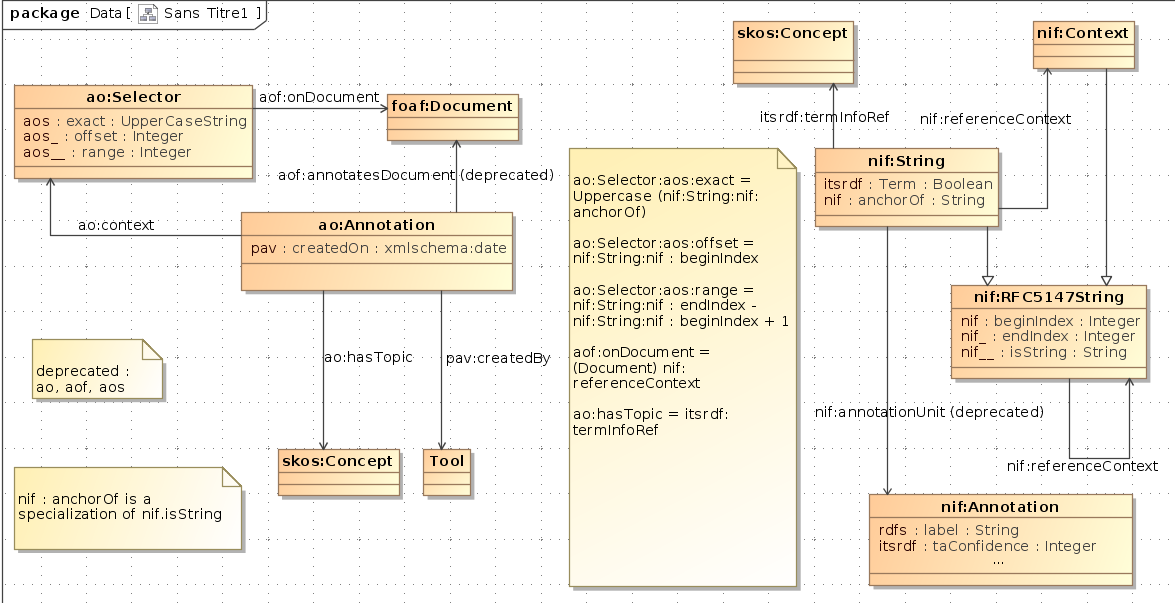 package Data [ Sans Titre1 ]
ao:Selector
aos : exact : UpperCaseString
aos_ : offset : Integer
aos__ : range : Integer
aof:onDocument
foaf:Document
aof:annotatesDocument (deprecated)
ao:context
ao:Annotation
pav : createdOn : xmlschema:date
ao:hasTopic
pav:createdBy
deprecated :
ao, aof, aos
skos:Concept
Tool
nif : anchorOf is a
specialization of nif.isString
ao:Selector:aos:exact =
Uppercase (nif:String:nif:
anchorOf)
ao:Selector:aos:offset =
nif:String:nif : beginIndex
ao:Selector:aos:range =
nif:String:nif : endIndex -
nif:String:nif : beginIndex + 1
aof:onDocument =
(Document) nif:
referenceContext
ao:hasTopic = itsrdf:
termInfoRef
skos:Concept
nif:Context
itsrdf:termInfoRef
nif:referenceContext
nif:String
itsrdf : Term : Boolean
nif : anchorOf : String
nif:RFC5147String
nif : beginIndex : Integer
nif_ : endIndex : Integer
nif__ : isString : String
nif:annotationUnit (deprecated)
nif:referenceContext
nif:Annotation
rdfs : label : String
itsrdf : taConfidence : Integer
...